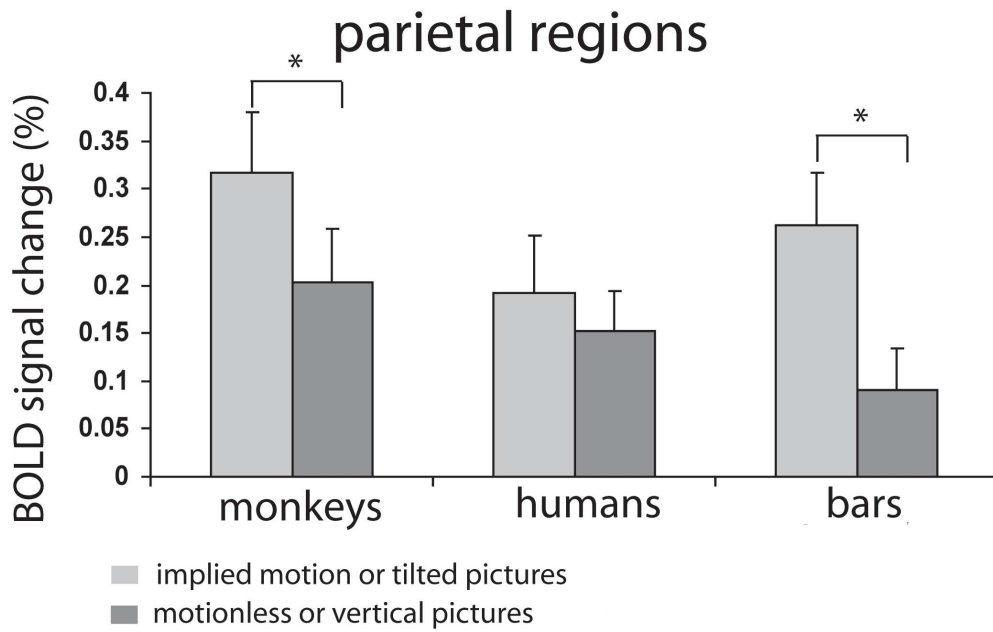 parietal regions
*
*
BOLD signal change (%)
0.4
0.35
0.3
0.25
0.2
0.15
0.1
0.05
0
monkeys humans bars
implied motion or tilted pictures
motionless or vertical pictures